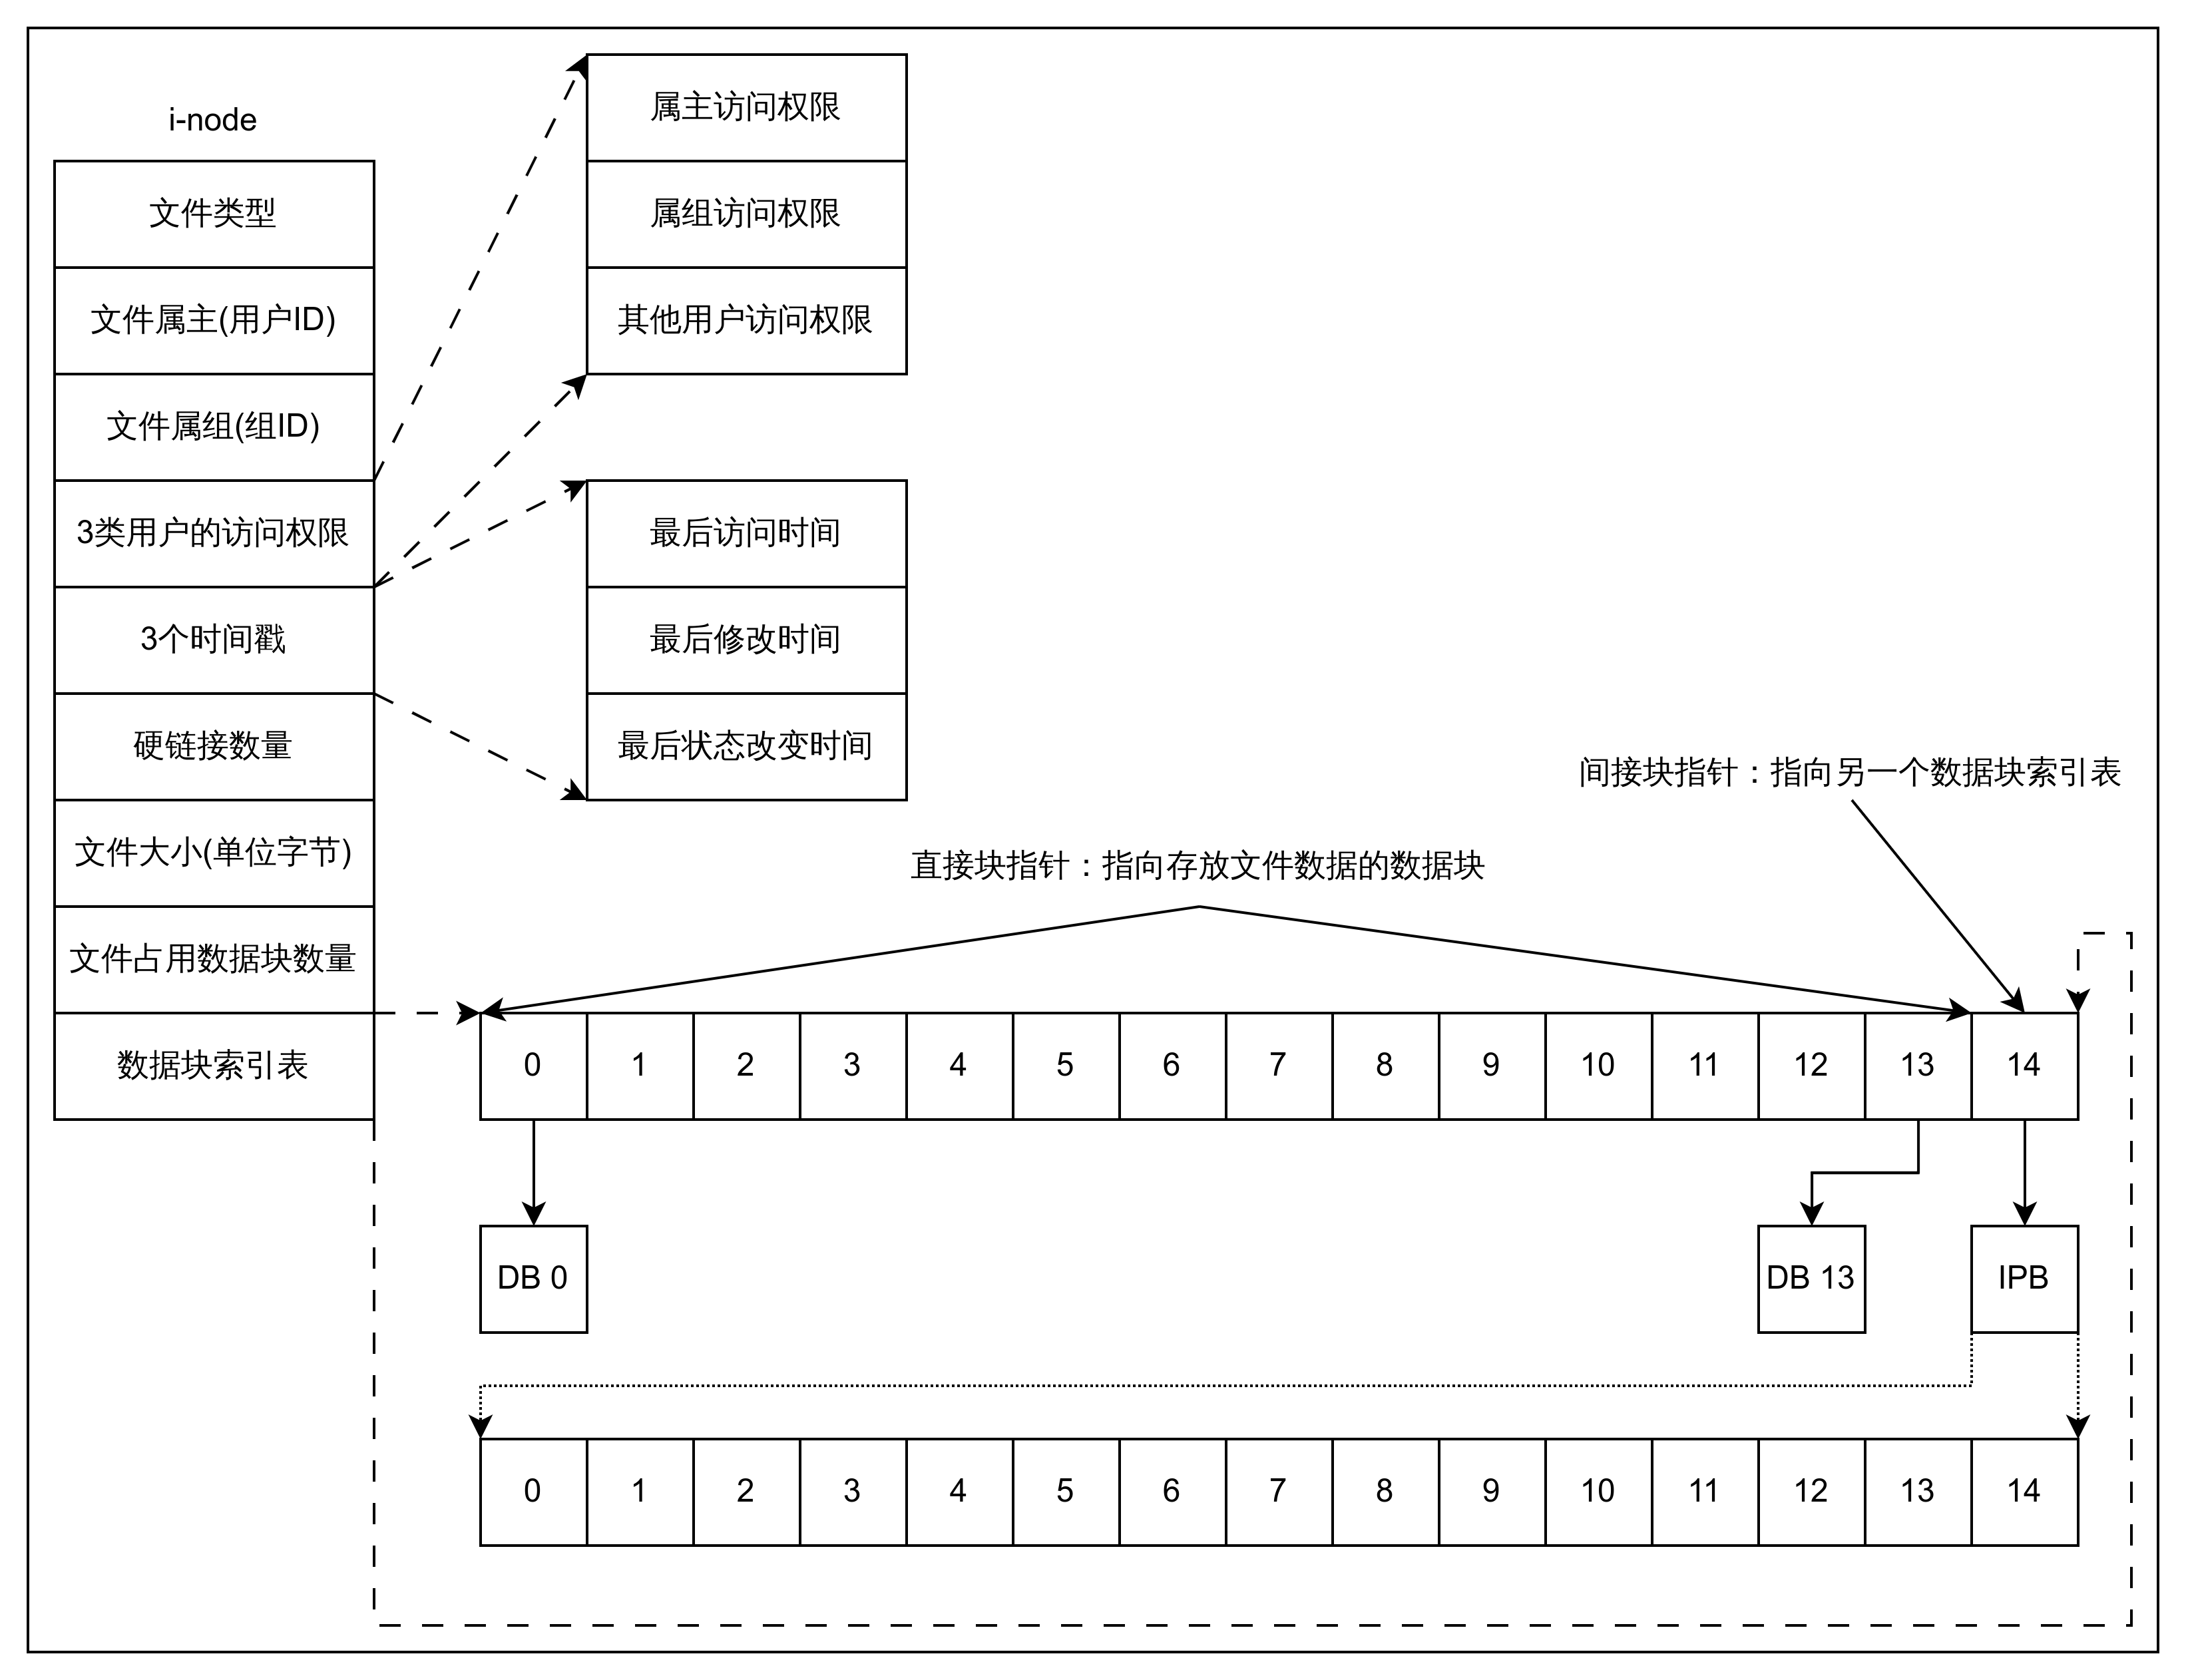 i-node
文件类型
文件属主(用户ID)
文件属组(组ID)
3类用户的访问权限
3个时间戳
硬链接数量
文件大小(单位字节)
文件占用数据块数量
数据块索引表
属主访问权限
属组访问权限
其他用户访问权限
最后访问时间
最后修改时间
最后状态改变时间
间接块指针：指向另一个数据块索引表
直接块指针：指向存放文件数据的数据块
0 1 2 3 4 5 6 7 8 9 10 11 12 13 14
DB 0 DB 13 IPB
0 1 2 3 4 5 6 7 8 9 10 11 12 13 14